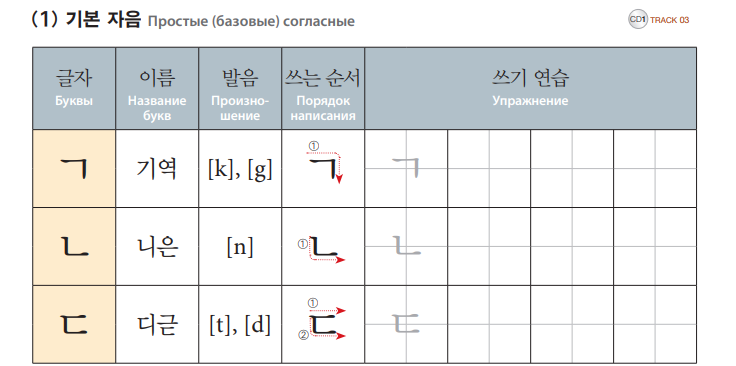 (1) 기본 자음 Простые (базовые) согласные
CD1 TRACK 03
글자 이름 발음 쓰는 순서 쓰기 연습
Буквы Название букв Произно-шение Порядок написания Упражнение
ㄱ 기역 [k], [g] ① ㄱ ㄱ
ㄴ 니은 [n] ① ㄴ ㄴ
ㄷ 디귿 [t], [d] ① ② ㄷ ㄷ